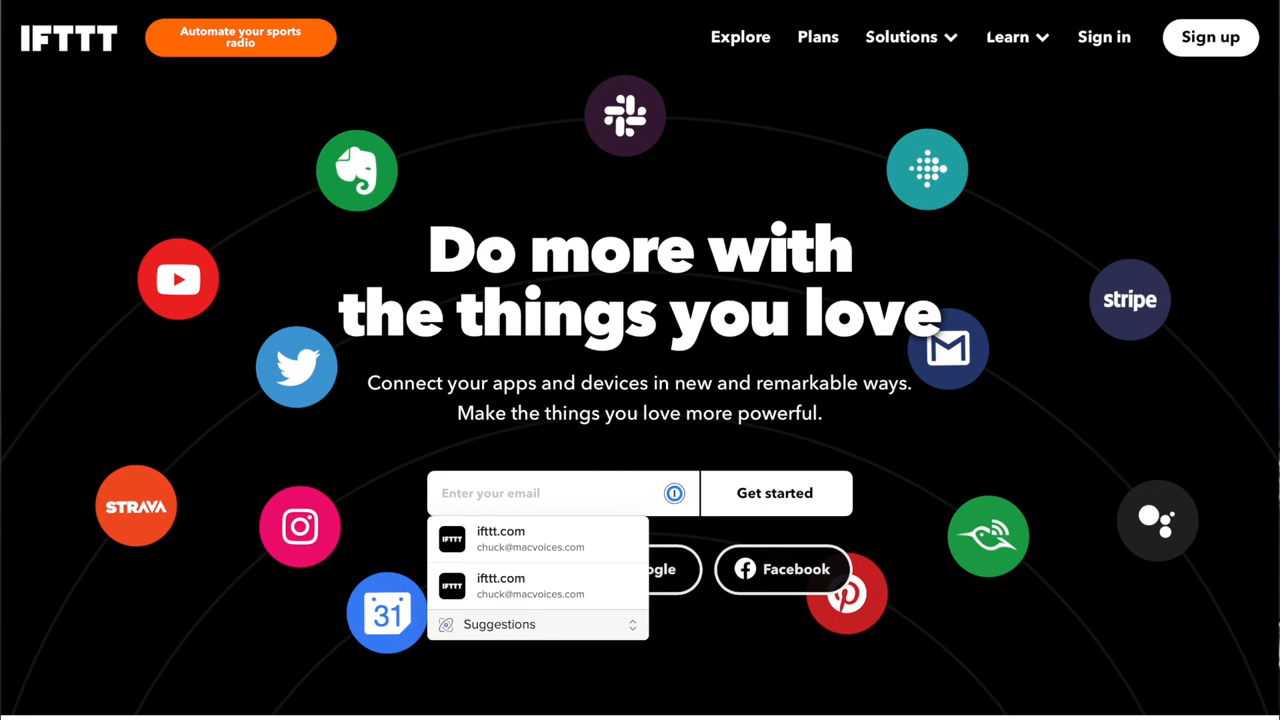 IFTTT
Automate your sports
radio
Explore
Plans
Solutions
Learn
Sign in
Sign up
Do more with
the things you love
stripe
Connect your apps and devices in new and remarkable ways.
Make the things you love more powerful.
STRAVA
Enter your email
Get started
IFTTT
ifttt.com
chuck@macvoices.com
ogle
Facebook
IFTTT
ifttt.com
chuck@macvoices.com
31
Suggestions